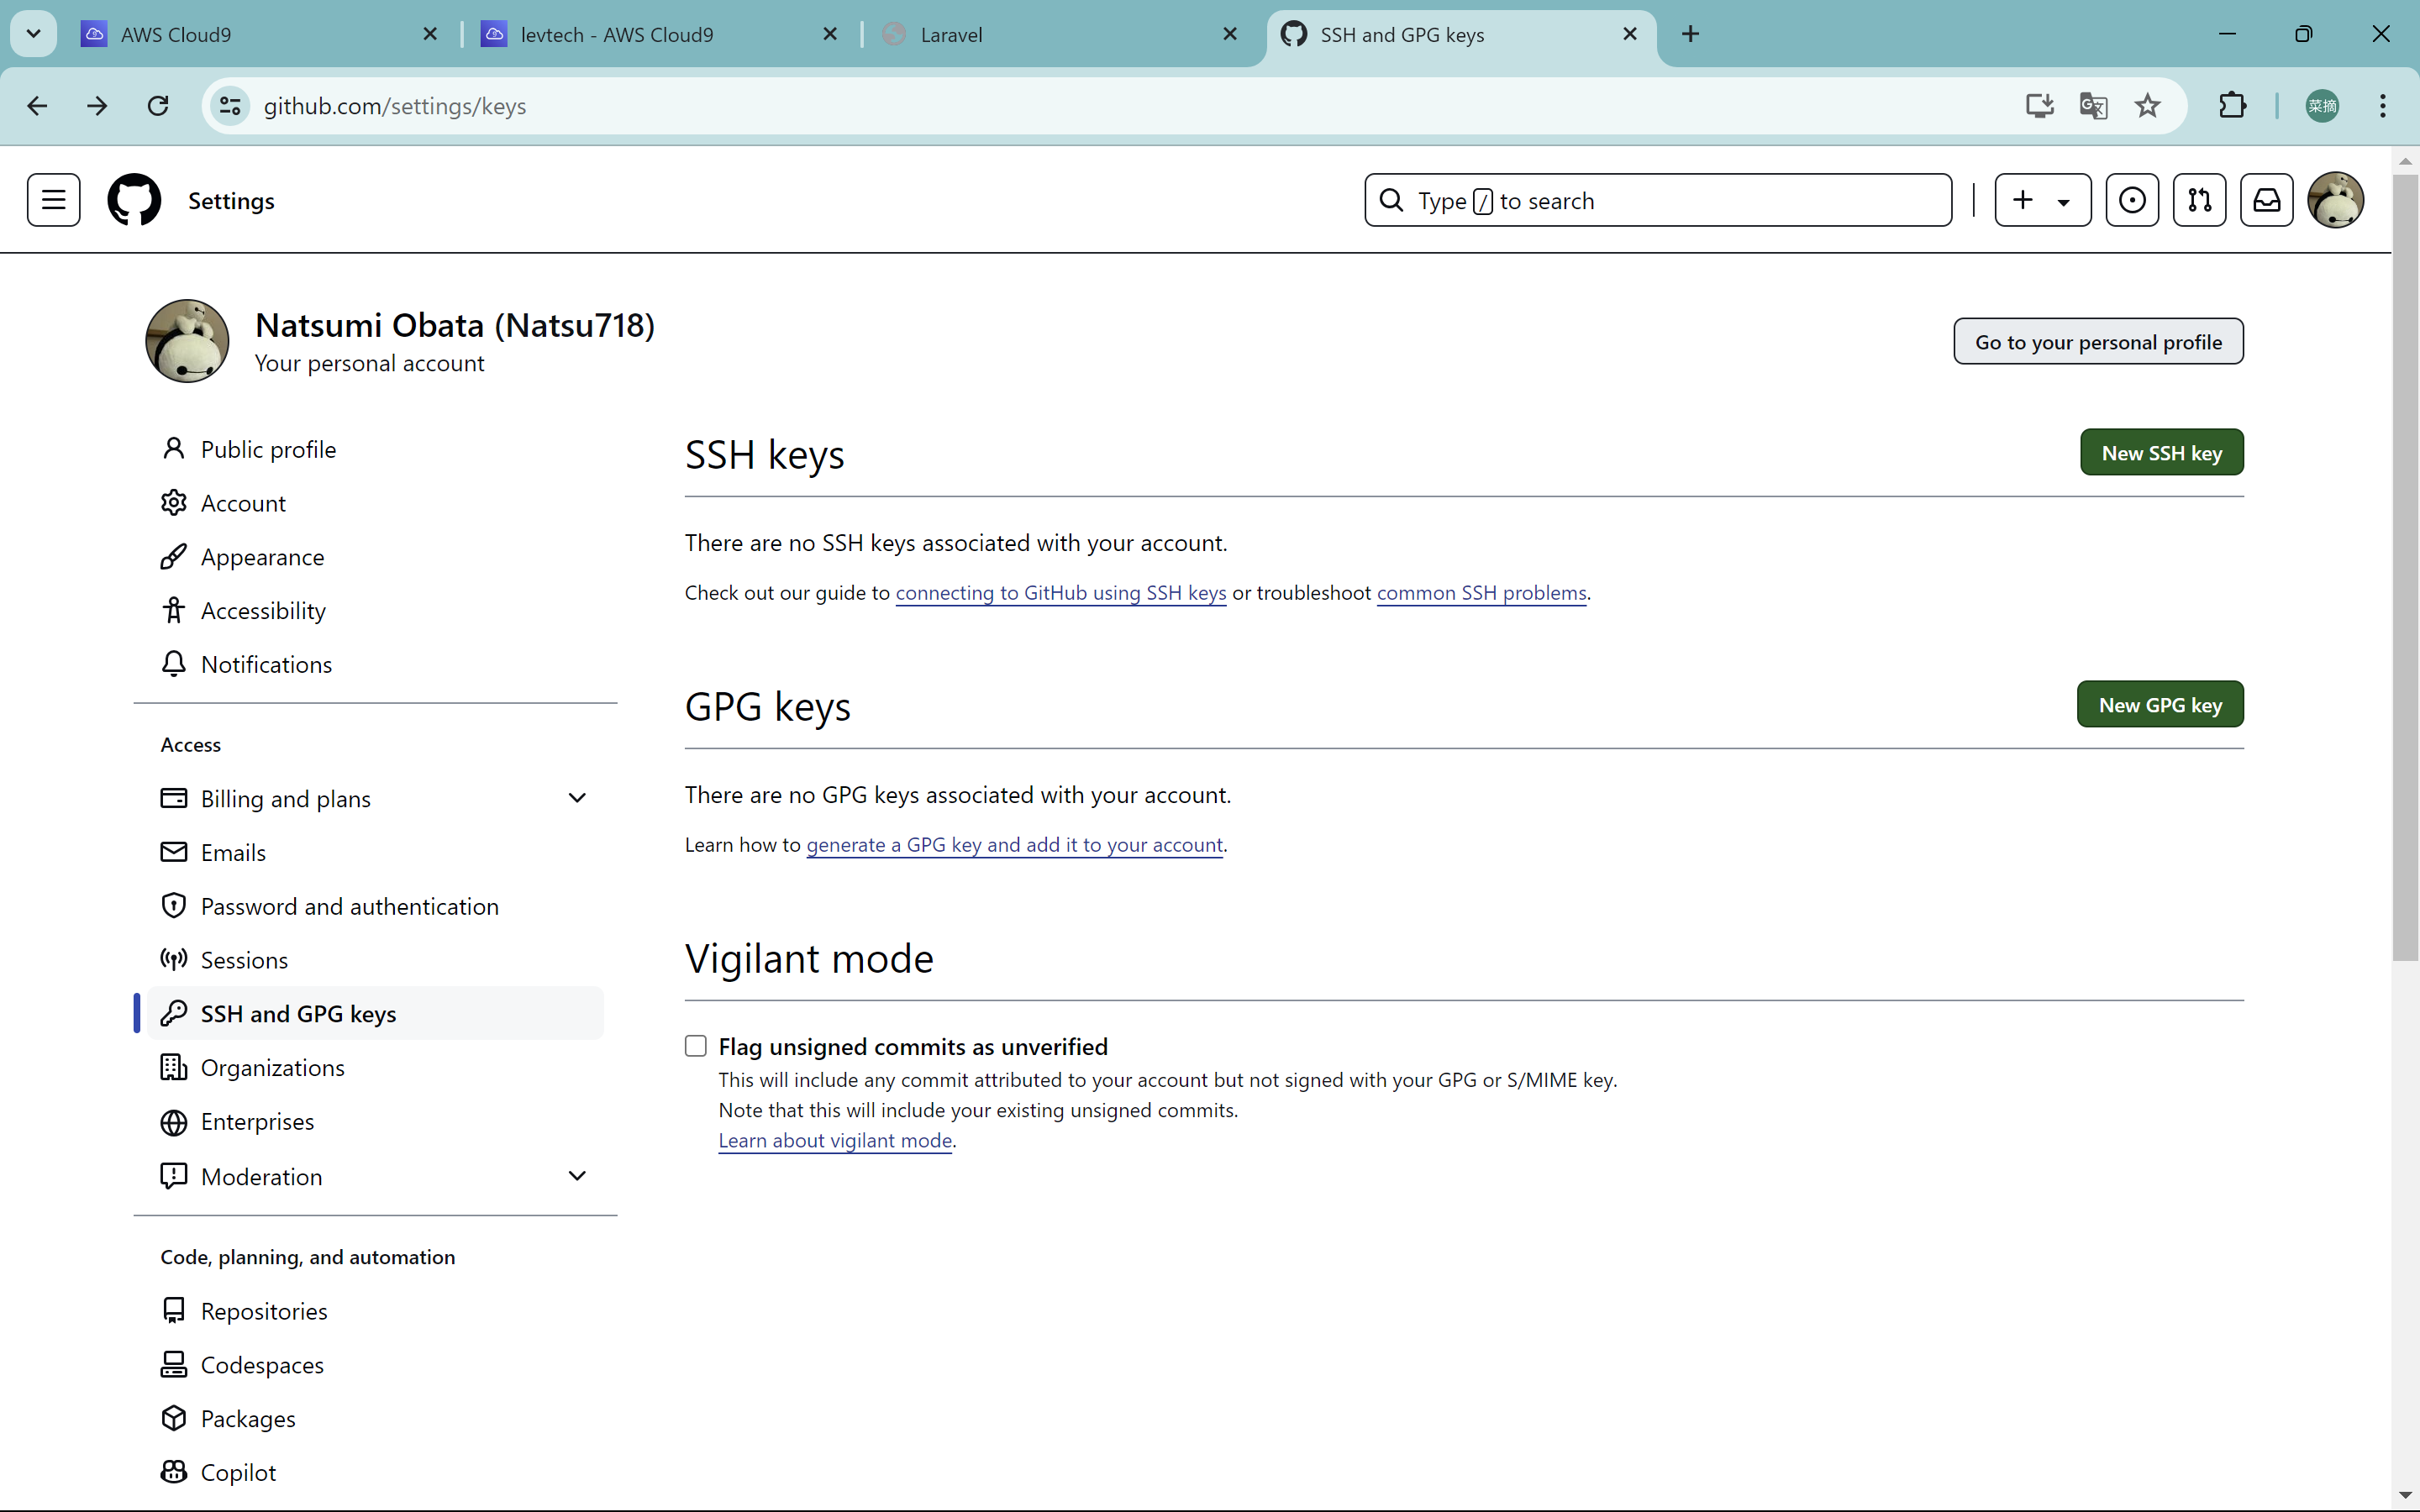 AWS Cloud9
levtech - AWS Cloud9
Laravel
SSH and GPG keys
github.com/settings/keys
菜摘
Settings
Type / to search
Natsumi Obata (Natsu718)
Your personal account
Go to your personal profile
Public profile
Account
Appearance
Accessibility
Notifications
Access
Billing and plans
Emails
Password and authentication
Sessions
SSH and GPG keys
Organizations
Enterprises
Moderation
Code, planning, and automation
Repositories
Codespaces
Packages
Copilot
SSH keys
New SSH key
There are no SSH keys associated with your account.
Check out our guide to connecting to GitHub using SSH keys or troubleshoot common SSH problems.
GPG keys
New GPG key
There are no GPG keys associated with your account.
Learn how to generate a GPG key and add it to your account.
Vigilant mode
Flag unsigned commits as unverified
This will include any commit attributed to your account but not signed with your GPG or S/MIME key.
Note that this will include your existing unsigned commits.
Learn about vigilant mode.